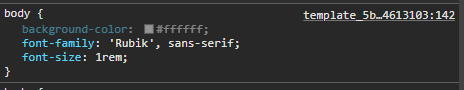 body {
template_5b…4613103:142
background-color: #ffffff;
font-family: 'Rubik', sans-serif;
font-size: 1rem;
}